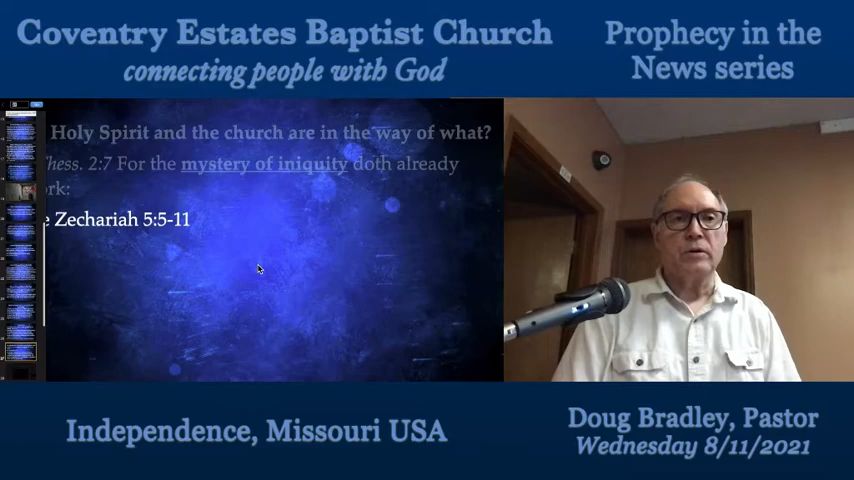 Coventry Estates Baptist Church
connecting people with God
Prophecy in the
News series
Holy Spirit and the church are in the way of what?
Thess. 2:7 For the mystery of iniquity doth already
rk:
e Zechariah 5:5-11
Independence, Missouri USA
Doug Bradley, Pastor
Wednesday 8/11/2021